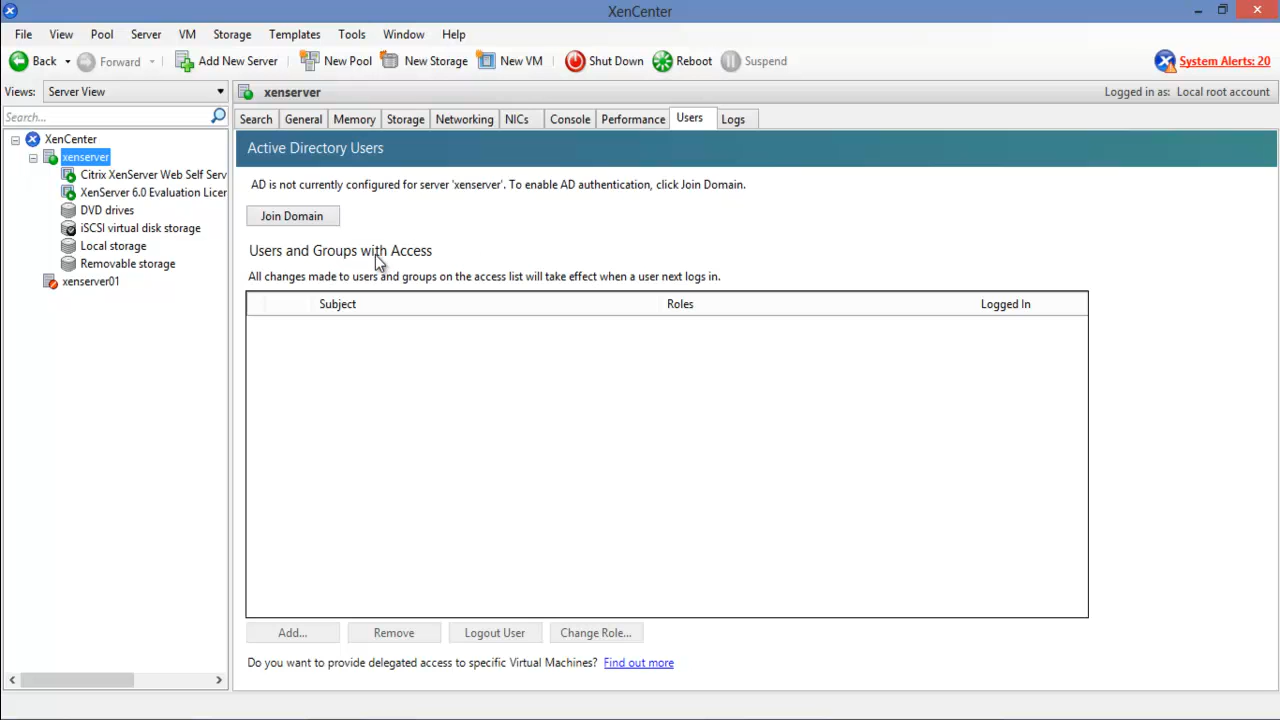 XenCenter
File View Pool Server VM Storage Templates Tools Window Help
Back Forward Add New Server New Pool New Storage New VM Shut Down Reboot Suspend System Alerts: 20
Views: Server View xenserver Logged in as: Local root account
Search...
Search General Memory Storage Networking NICs Console Performance Users Logs
XenCenter
xenserver
Citrix XenServer Web Self Serv
XenServer 6.0 Evaluation Licer
DVD drives
iSCSI virtual disk storage
Local storage
Removable storage
xenserver01
Active Directory Users
AD is not currently configured for server 'xenserver'. To enable AD authentication, click Join Domain.
Join Domain
Users and Groups with Access
All changes made to users and groups on the access list will take effect when a user next logs in.
Subject Roles Logged In
Add... Remove Logout User Change Role...
Do you want to provide delegated access to specific Virtual Machines? Find out more